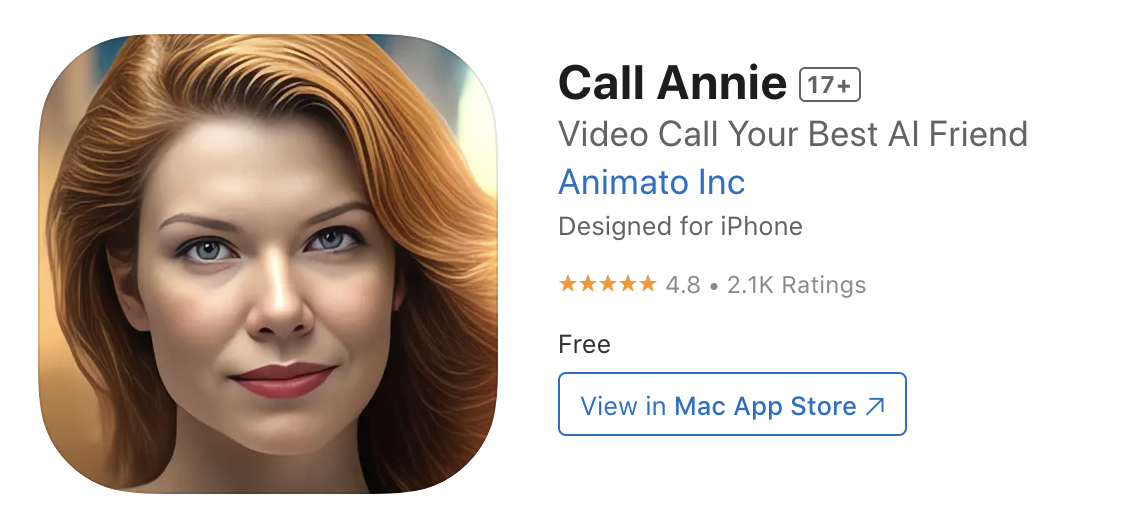 Call Annie 17+
Video Call Your Best AI Friend
Animato Inc
Designed for iPhone
★★★★★ 4.8 • 2.1K Ratings
Free
View in Mac App Store ↗